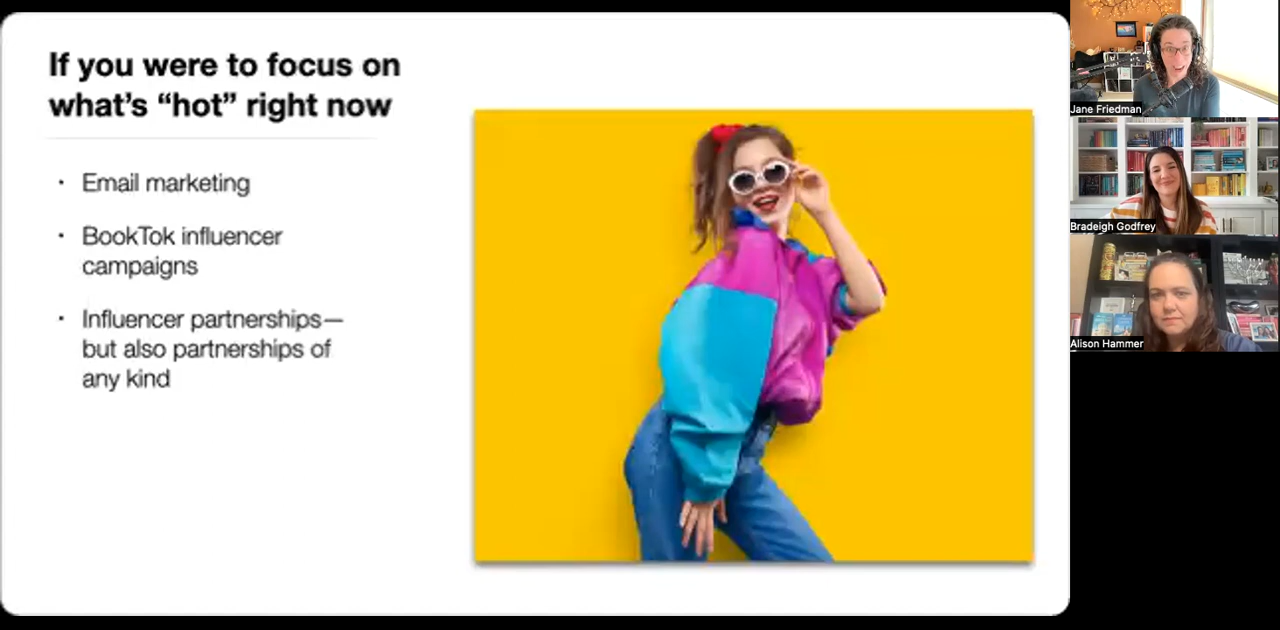 If you were to focus on
what's “hot” right now
· Email marketing
· BookTok influencer
campaigns
· Influencer partnerships—
but also partnerships of
any kind
Jane Friedman
Bradeigh Godfrey
Alison Hammer